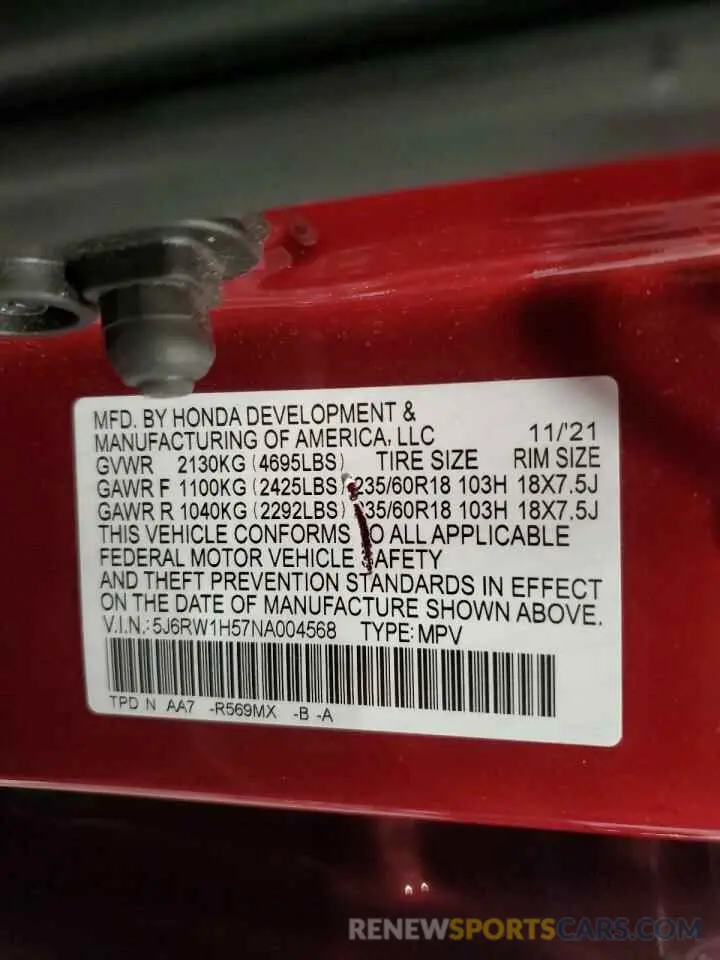 MFD. BY HONDA DEVELOPMENT &
MANUFACTURING OF AMERICA, LLC 11/'21
GVWR 2130KG (4695LBS) TIRE SIZE RIM SIZE
GAWR F 1100KG (2425LBS) 235/60R18 103H 18X7.5J
GAWR R 1040KG (2292LBS) 235/60R18 103H 18X7.5J
THIS VEHICLE CONFORMS TO ALL APPLICABLE
FEDERAL MOTOR VEHICLE SAFETY
AND THEFT PREVENTION STANDARDS IN EFFECT
ON THE DATE OF MANUFACTURE SHOWN ABOVE.
V.I.N.: 5J6RW1H57NA004568 TYPE: MPV
TPD N AA7 -R569MX -B -A
RENEWSPORTSCARS.COM